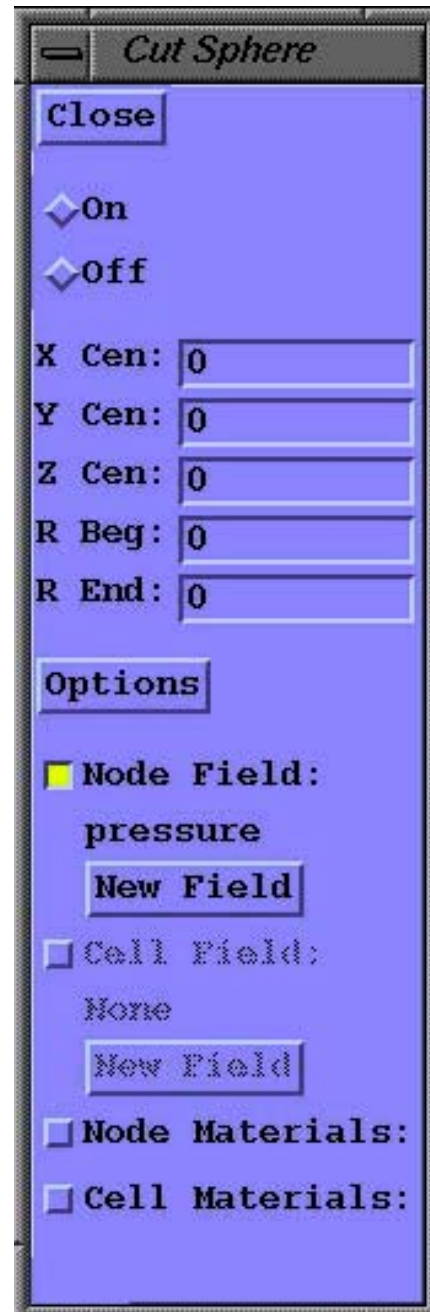 Cut Sphere
Close
On
Off
X Cen: 0
Y Cen: 0
Z Cen: 0
R Beg: 0
R End: 0
Options
Node Field:
pressure
New Field
Cell Field:
None
New Field
Node Materials:
Cell Materials: